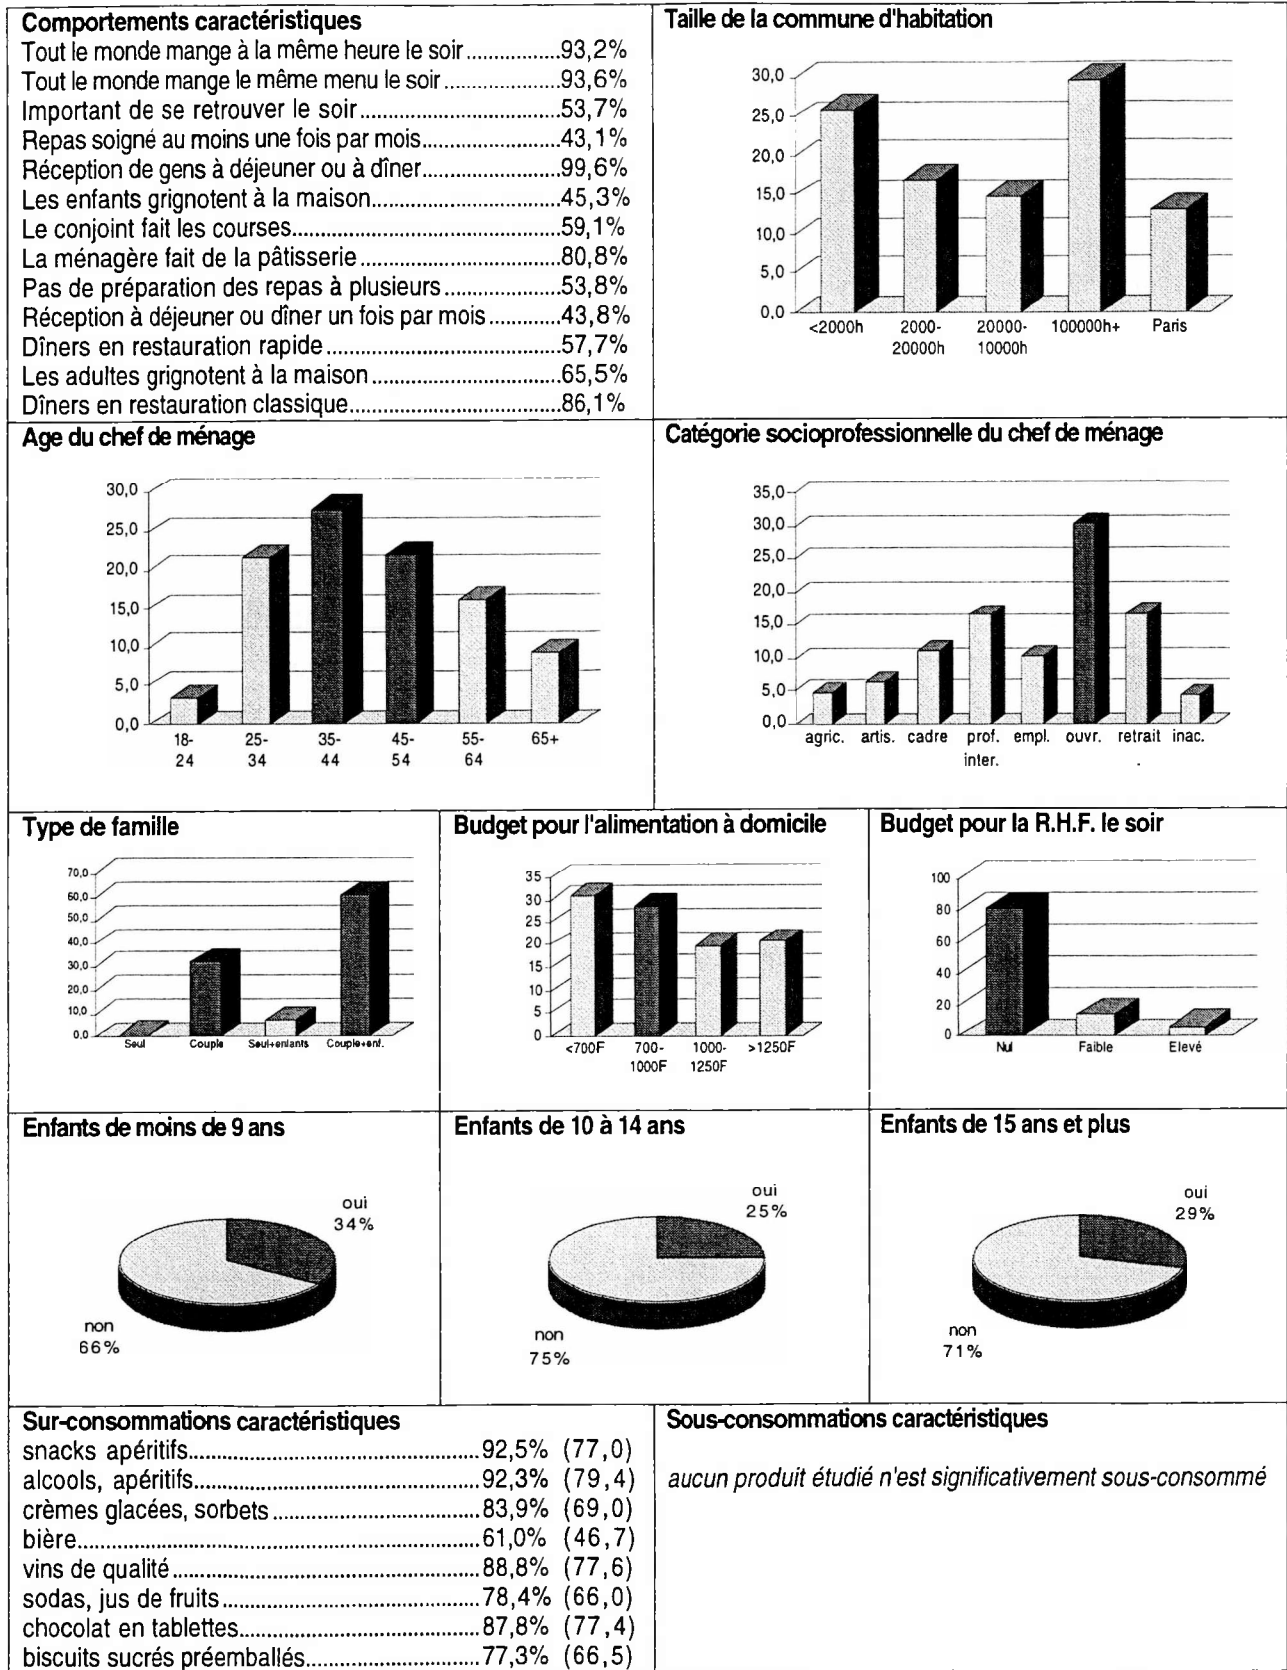 Comportements caractéristiques
Tout le monde mange à la même heure le soir.................93,2%
Tout le monde mange le même menu le soir.....................93,6%
Important de se retrouver le soir....................................53,7%
Repas soigné au moins une fois par mois.........................43,1%
Réception de gens à déjeuner ou à dîner.........................99,6%
Les enfants grignotent à la maison..................................45,3%
Le conjoint fait les courses................................................59,1%
La ménagère fait de la pâtisserie....................................80,8%
Pas de préparation des repas à plusieurs.....................53,8%
Réception à déjeuner ou dîner un fois par mois.............43,8%
Dîners en restauration rapide..........................................57,7%
Les adultes grignotent à la maison..................................65,5%
Dîners en restauration classique......................................86,1%
Taille de la commune d'habitation
30,0
25,0
20,0
15,0
10,0
5,0
0,0
<2000h 2000- 20000- 100000h+ Paris
20000h 10000h
Age du chef de ménage
30,0
25,0
20,0
15,0
10,0
5,0
0,0
18- 25- 35- 45- 55- 65+
24 34 44 54 64
Catégorie socioprofessionnelle du chef de ménage
35,0
30,0
25,0
20,0
15,0
10,0
5,0
0,0
agric. artis. cadre prof. empl. ouvr. retrait inac.
inter. .
Type de famille
70,0
60,0
50,0
40,0
30,0
20,0
10,0
0,0
Seul Couple Seul+enfants Couple+enf.
Budget pour l'alimentation à domicile
35
30
25
20
15
10
5
0
<700F 700- 1000- >1250F
1000F 1250F
Budget pour la R.H.F. le soir
100
80
60
40
20
0
Nul Faible Elevé
Enfants de moins de 9 ans
oui
34%
non
66%
Enfants de 10 à 14 ans
oui
25%
non
75%
Enfants de 15 ans et plus
oui
29%
non
71%
Sur-consommations caractéristiques
snacks apéritifs...............................................92,5% (77,0)
alcools, apéritifs..............................................92,3% (79,4)
crèmes glacées, sorbets.................................83,9% (69,0)
bière................................................................61,0% (46,7)
vins de qualité.................................................88,8% (77,6)
sodas, jus de fruits..........................................78,4% (66,0)
chocolat en tablettes.......................................87,8% (77,4)
biscuits sucrés préemballés............................77,3% (66,5)
Sous-consommations caractéristiques
aucun produit étudié n'est significativement sous-consommé